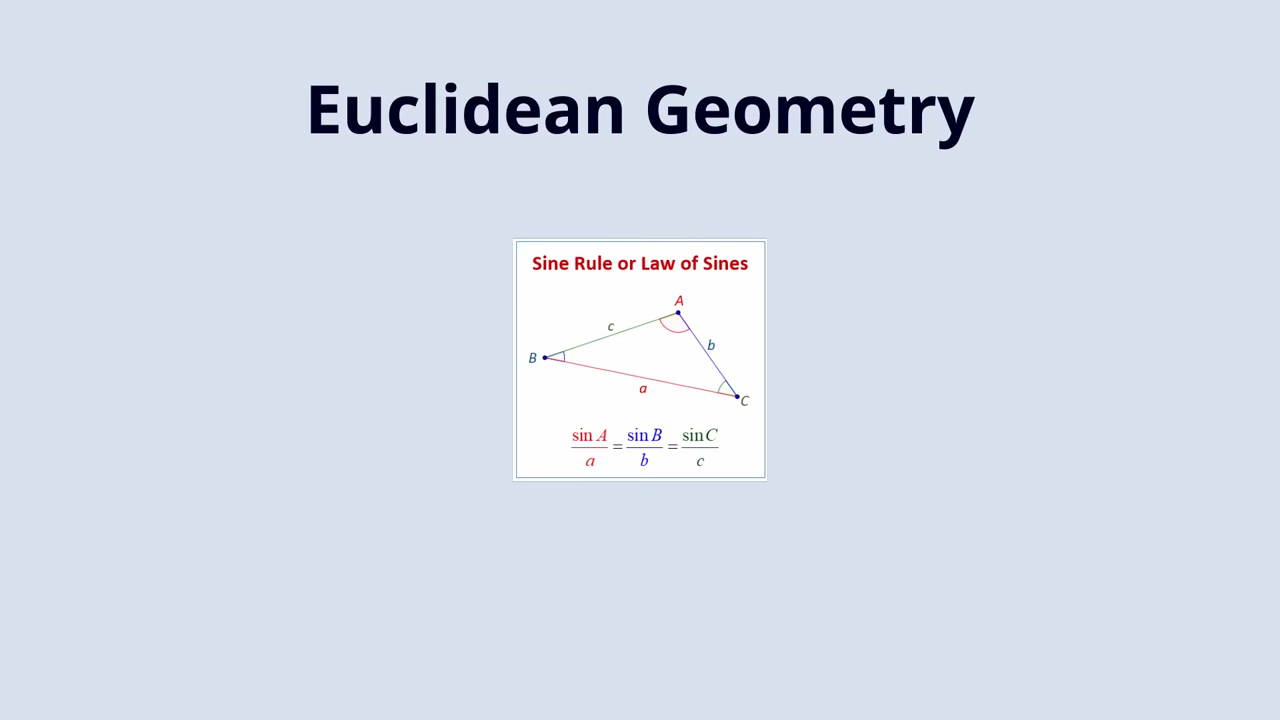 Euclidean Geometry
Sine Rule or Law of Sines
A
c
b
B
a
C
sin A / a = sin B / b = sin C / c